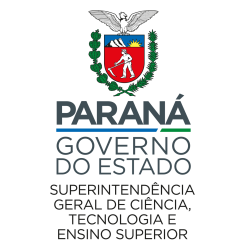 PARANÁ
GOVERNO
DO ESTADO
SUPERINTENDÊNCIA
GERAL DE CIÊNCIA,
TECNOLOGIA E
ENSINO SUPERIOR